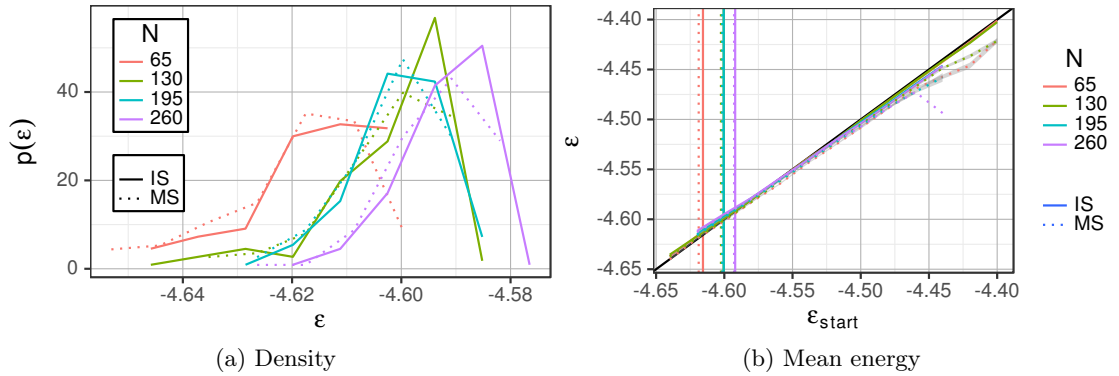 N
65
130
195
260
IS
MS
p(ε)
40
20
0
-4.64
-4.62
-4.60
-4.58
ε
(a) Density
ε
-4.40
-4.45
-4.50
-4.55
-4.60
-4.65
-4.65
-4.60
-4.55
-4.50
-4.45
-4.40
εstart
N
65
130
195
260
IS
MS
(b) Mean energy